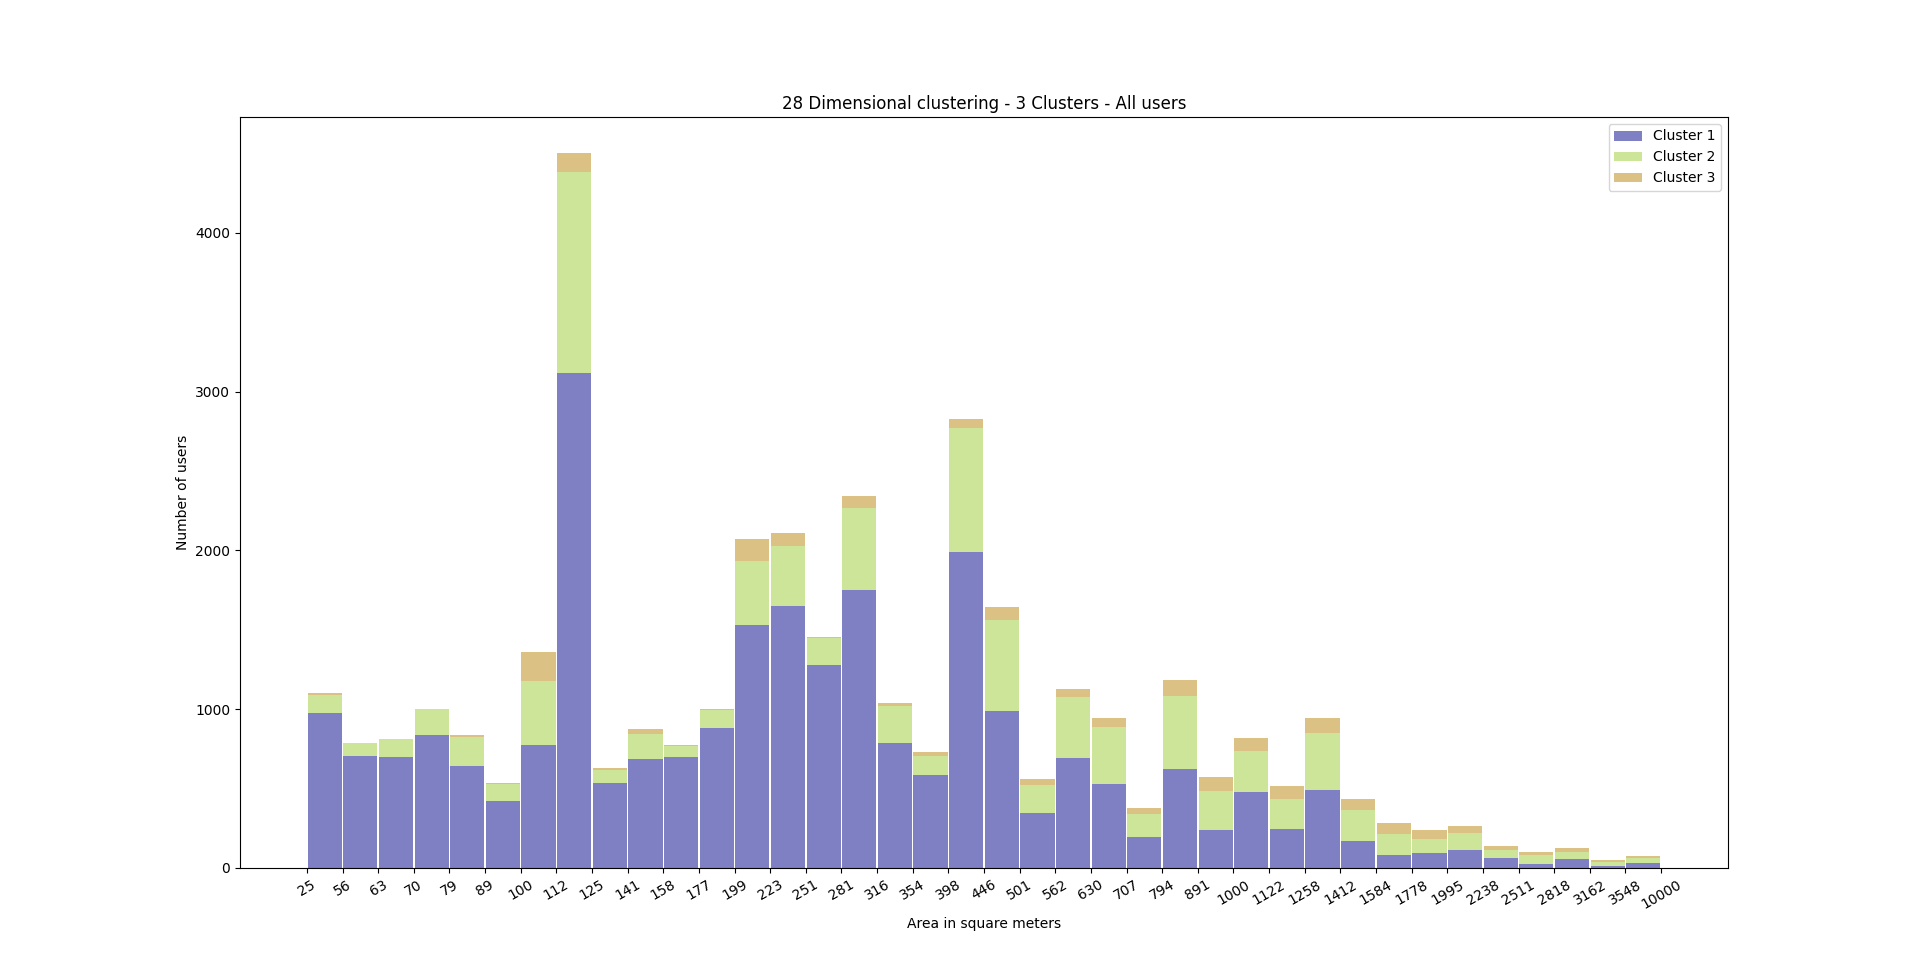 28 Dimensional clustering - 3 Clusters - All users
Cluster 1
Cluster 2
Cluster 3
Number of users
4000
3000
2000
1000
0
25 56 63 70 79 89 100 112 125 141 158 177 199 223 251 281 316 354 398 446 501 562 630 707 794 891 1000 1122 1258 1412 1584 1778 1995 2238 2511 2818 3162 3548 10000
Area in square meters